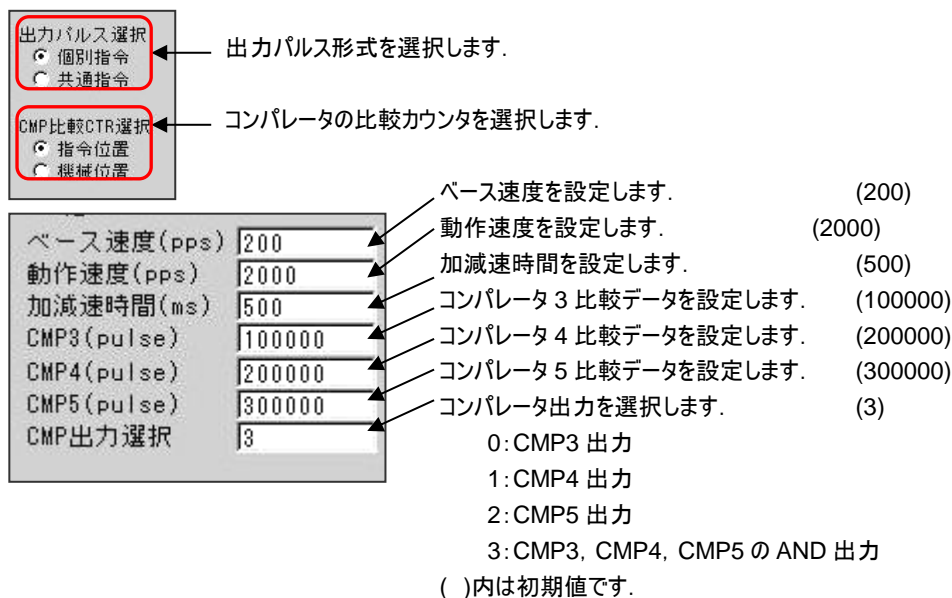 出力パルス選択
個別指令
共通指令
出力パルス形式を選択します.
CMP比較CTR選択
指令位置
機械位置
コンパレータの比較カウンタを選択します.
ベース速度(pps) 200
動作速度(pps) 2000
加減速時間(ms) 500
CMP3(pulse) 100000
CMP4(pulse) 200000
CMP5(pulse) 300000
CMP出力選択 3
ベース速度を設定します. (200)
動作速度を設定します. (2000)
加減速時間を設定します. (500)
コンパレータ 3 比較データを設定します. (100000)
コンパレータ 4 比較データを設定します. (200000)
コンパレータ 5 比較データを設定します. (300000)
コンパレータ出力を選択します. (3)
0:CMP3 出力
1:CMP4 出力
2:CMP5 出力
3:CMP3, CMP4, CMP5 の AND 出力
( )内は初期値です.